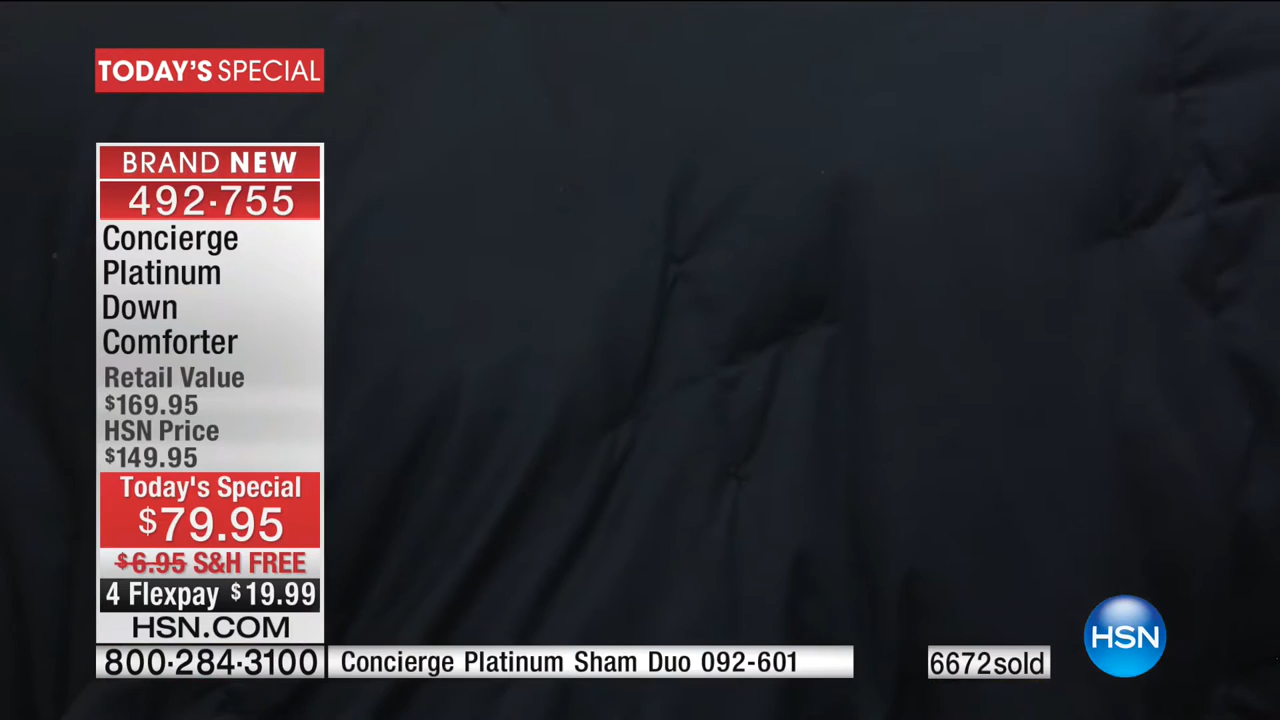 TODAY'S SPECIAL
BRAND NEW
492·755
Concierge
Platinum
Down
Comforter
Retail Value
$169.95
HSN Price
$149.95
Today's Special
$79.95
$6.95 S&H FREE
4 Flexpay $19.99
HSN.COM
800·284·3100
Concierge Platinum Sham Duo 092-601
6672sold
HSN